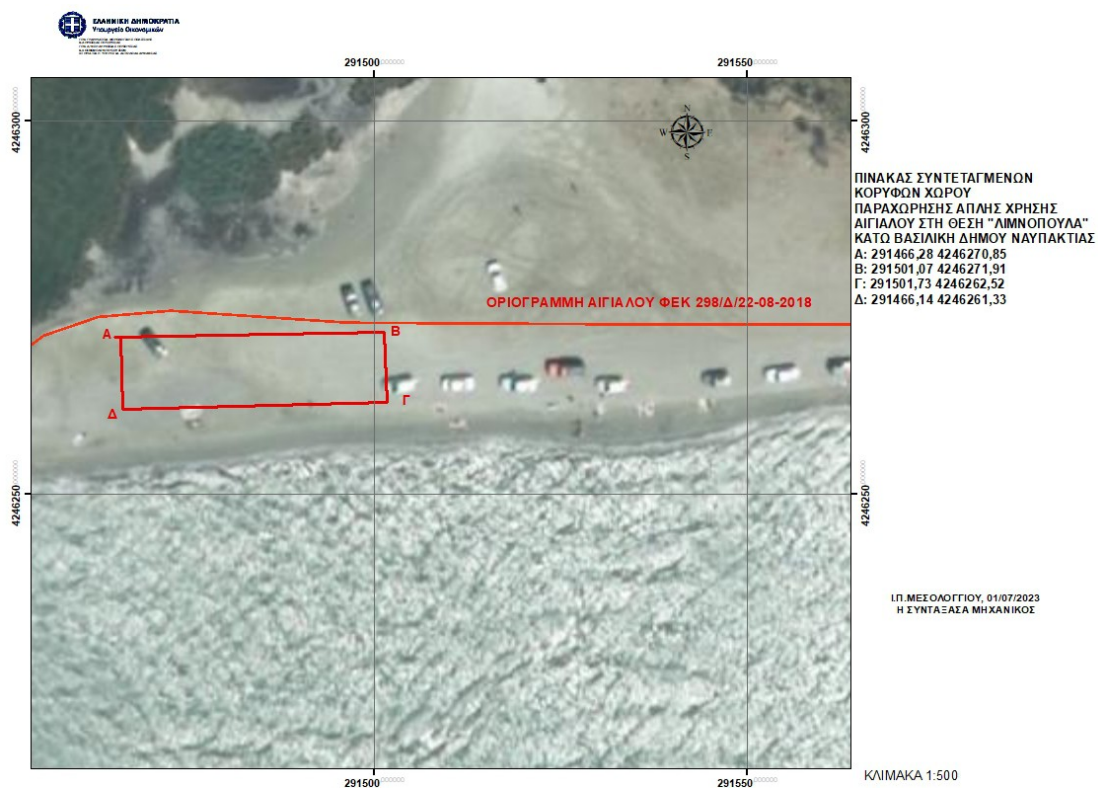 ΕΛΛΗΝΙΚΗ ΔΗΜΟΚΡΑΤΙΑ
Υπουργείο Οικονομικών
291500
291550
4246300
4246300
N
W E
S
ΠΙΝΑΚΑΣ ΣΥΝΤΕΤΑΓΜΕΝΩΝ
ΚΟΡΥΦΩΝ ΧΩΡΟΥ
ΠΑΡΑΧΩΡΗΣΗΣ ΑΠΛΗΣ ΧΡΗΣΗΣ
ΑΙΓΙΑΛΟΥ ΣΤΗ ΘΕΣΗ "ΛΙΜΝΟΠΟΥΛΑ"
ΚΑΤΩ ΒΑΣΙΛΙΚΗ ΔΗΜΟΥ ΝΑΥΠΑΚΤΙΑΣ
Α: 291466,28 4246270,85
Β: 291501,07 4246271,91
Γ: 291501,73 4246262,52
Δ: 291466,14 4246261,33
ΟΡΙΟΓΡΑΜΜΗ ΑΙΓΙΑΛΟΥ ΦΕΚ 298/Δ/22-08-2018
Α
Β
Γ
Δ
4246250
4246250
Ι.Π.ΜΕΣΟΛΟΓΓΙΟΥ, 01/07/2023
Η ΣΥΝΤΑΞΑΣΑ ΜΗΧΑΝΙΚΟΣ
291500
291550
ΚΛΙΜΑΚΑ 1:500